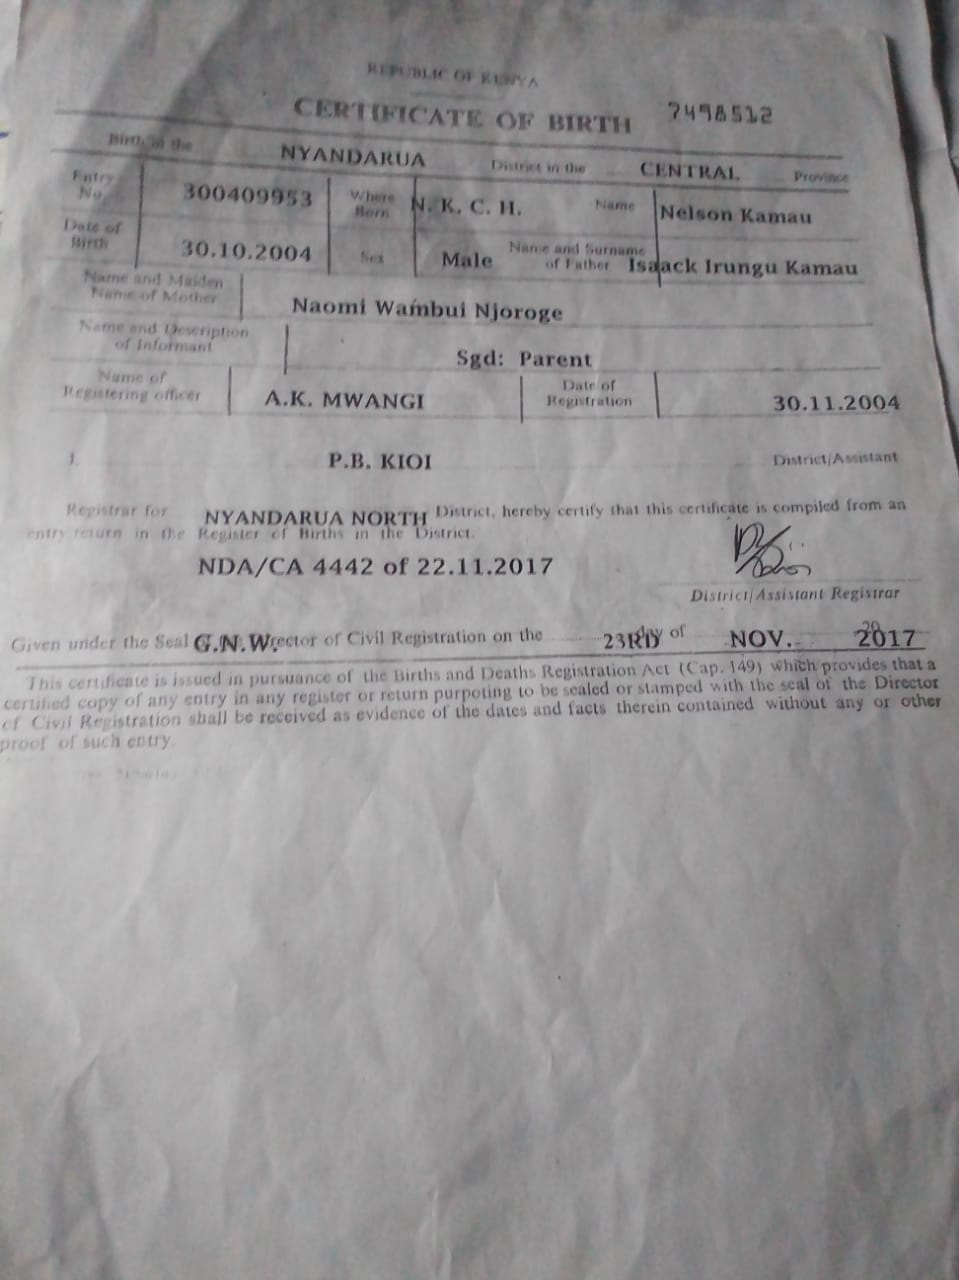 REPUBLIC OF KENYA
CERTIFICATE OF BIRTH 7498512
Birth in the NYANDARUA District in the CENTRAL Province
Entry No. 300409953 Where Born N. K. C. H. Name Nelson Kamau
Date of Birth 30.10.2004 Sex Male Name and Surname of Father Isaack Irungu Kamau
Name and Maiden Name of Mother Naomi Wambui Njoroge
Name and Description of Informant Sgd: Parent
Name of Registering officer A.K. MWANGI Date of Registration 30.11.2004
I. P.B. KIOI District/Assistant
Registrar for NYANDARUA NORTH District, hereby certify that this certificate is compiled from an
entry return in the Register of Births in the District.
NDA/CA 4442 of 22.11.2017
District/Assistant Registrar
Given under the Seal G.N.W. rector of Civil Registration on the 23RD day of NOV. 2017
This certificate is issued in pursuance of the Births and Deaths Registration Act (Cap. 149) which provides that a
certified copy of any entry in any register or return purpoting to be sealed or stamped with the seal of the Director
of Civil Registration shall be received as evidence of the dates and facts therein contained without any or other
proof of such entry.